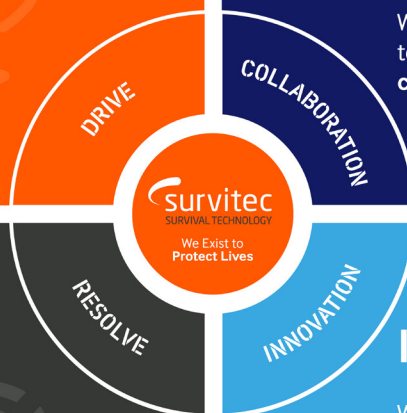 DRIVE
COLLABORATION
survitec
SURVIVAL TECHNOLOGY
We Exist to
Protect Lives
RESOLVE
INNOVATION